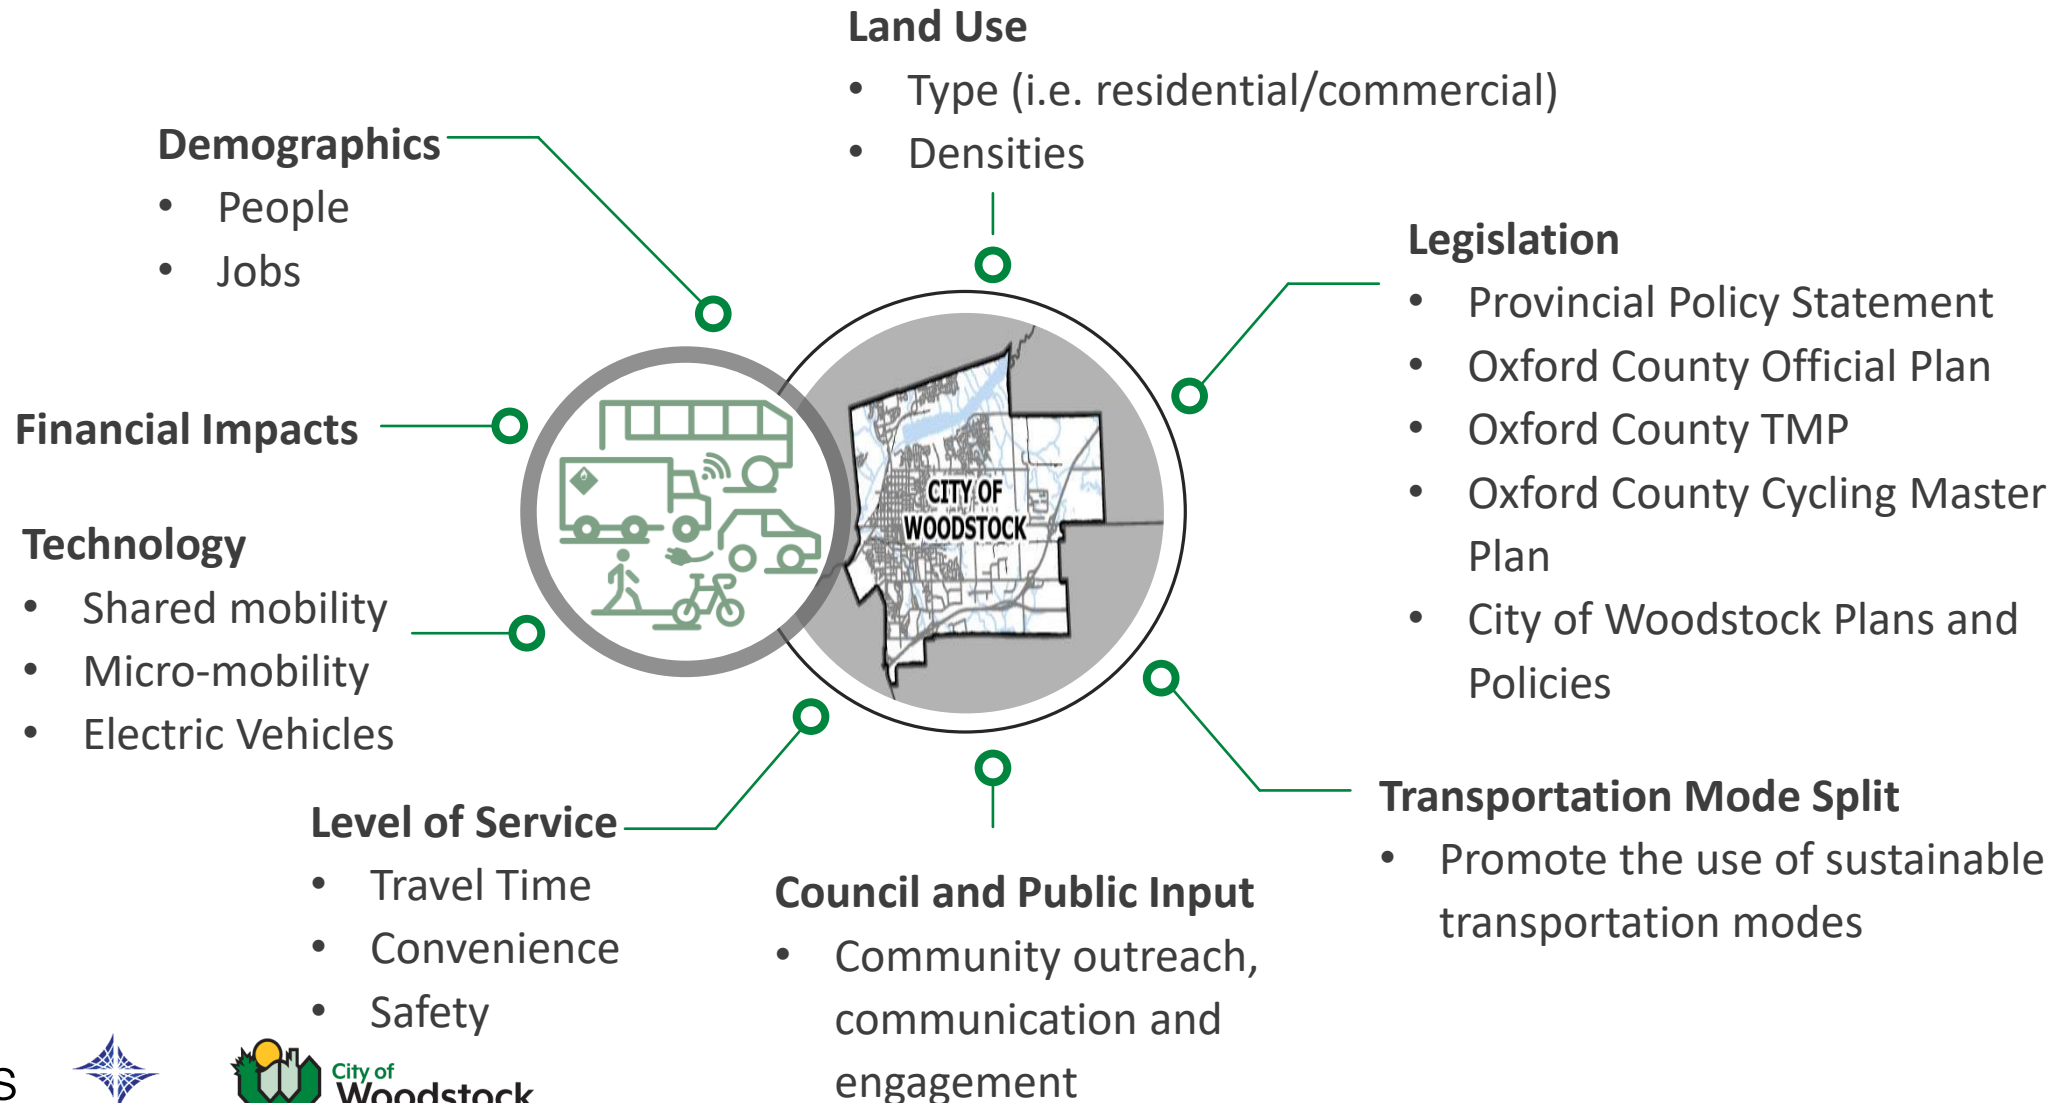 Land Use
• Type (i.e. residential/commercial)
• Densities
Demographics
• People
• Jobs
Legislation
• Provincial Policy Statement
• Oxford County Official Plan
• Oxford County TMP
• Oxford County Cycling Master
Plan
• City of Woodstock Plans and
Policies
Financial Impacts
Technology
• Shared mobility
• Micro-mobility
• Electric Vehicles
CITY OF
WOODSTOCK
Level of Service
• Travel Time
• Convenience
• Safety
Council and Public Input
• Community outreach,
communication and
engagement
Transportation Mode Split
• Promote the use of sustainable
transportation modes
S
City of
Woodstock